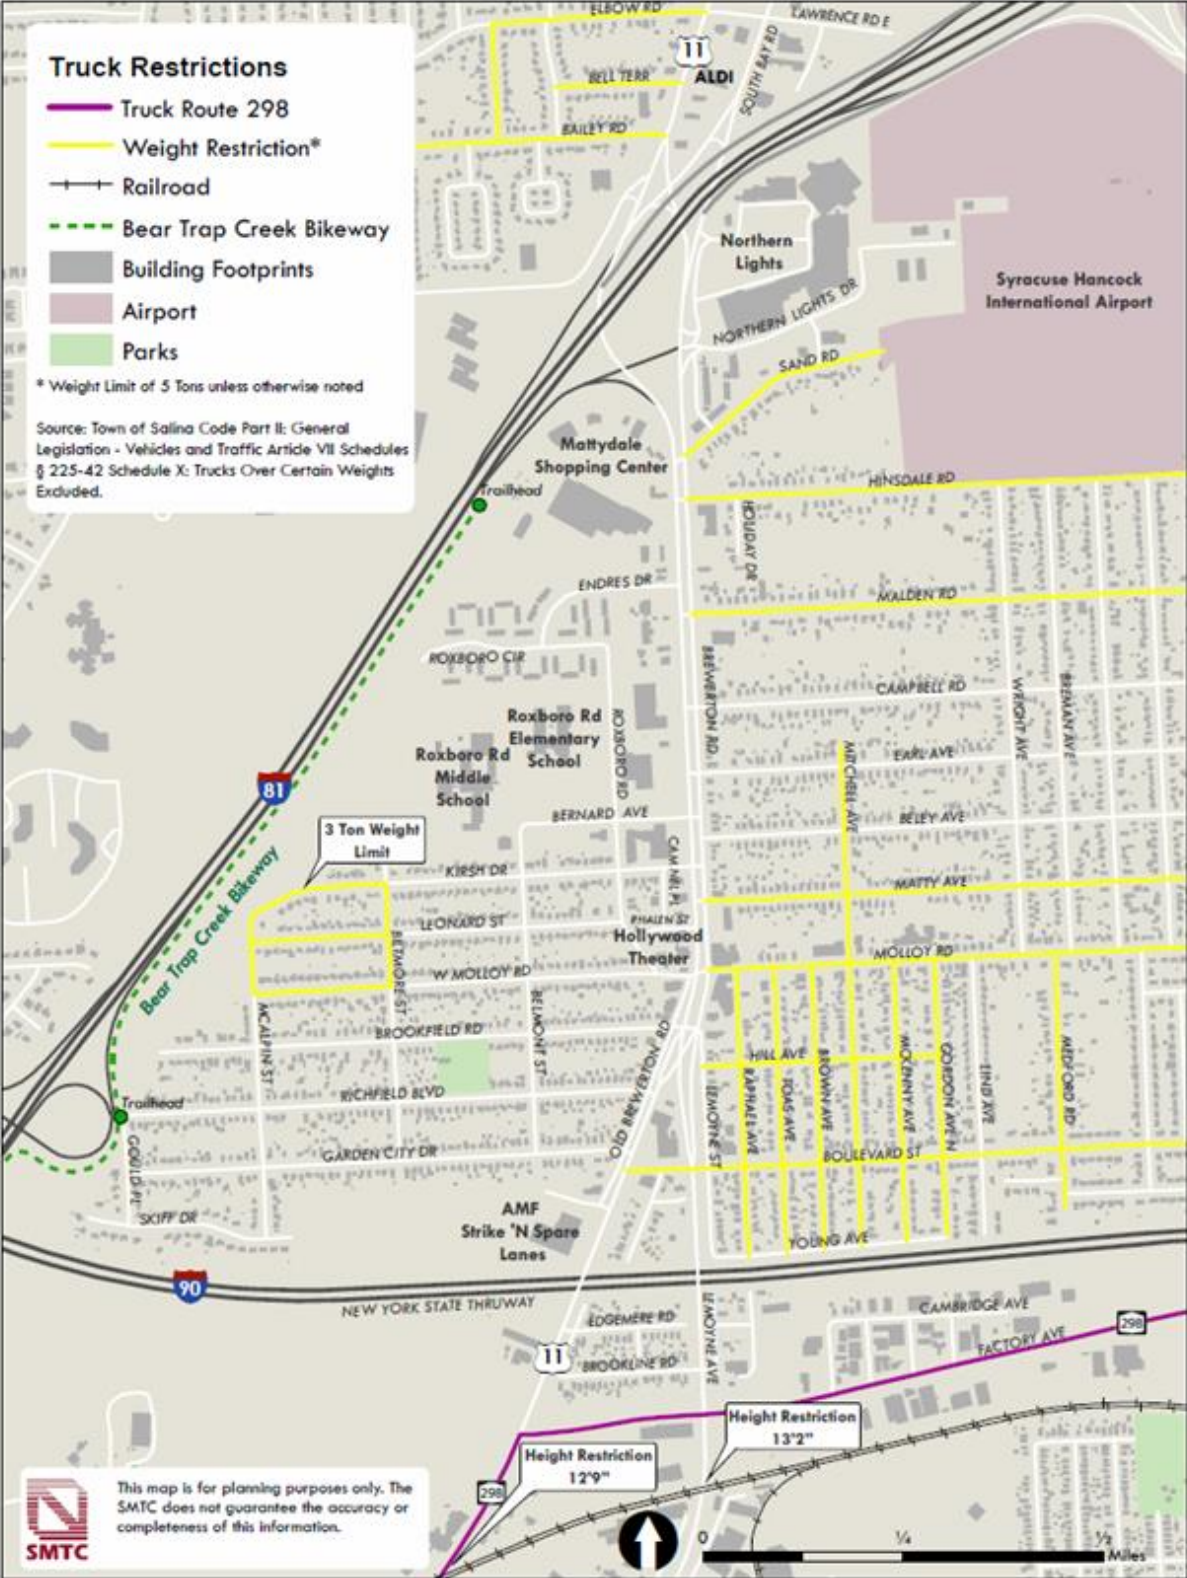 ELBOW RD
LAWRENCE RD E
11
ALDI
SOUTH BAY RD
BELL TERR
BAILEY RD
Truck Restrictions
Truck Route 298
Weight Restriction*
Railroad
Bear Trap Creek Bikeway
Building Footprints
Airport
Parks
* Weight Limit of 5 Tons unless otherwise noted
Source: Town of Salina Code Part II: General
Legislation - Vehicles and Traffic Article VII Schedules
§ 225-42 Schedule X: Trucks Over Certain Weights
Excluded.
Northern
Lights
Syracuse Hancock
International Airport
NORTHERN LIGHTS DR
SAND RD
Mattydale
Shopping Center
Trailhead
HINSDALE RD
HOLIDAY DR
ENDRES DR
MALDEN RD
ROXBORO CIR
BREWERTON RD
CAMPBELL RD
WRIGHT AVE
BREMAN AVE
Roxboro Rd
Elementary
School
ROXBORO RD
Roxboro Rd
Middle
School
MITCHELL AVE
EARL AVE
81
BERNARD AVE
BELEY AVE
3 Ton Weight
Limit
KIRSH DR
CAMNEL PL
MATTY AVE
Bear Trap Creek Bikeway
LEONARD ST
PHALEN ST
Hollywood
Theater
BETMORE ST
W MOLLOY RD
MOLLOY RD
MCALPIN ST
BELMONT ST
BROOKFIELD RD
OLD BREWERTON RD
HILL AVE
LEMOYNE ST
RAPHAEL AVE
TOAS AVE
BROWN AVE
MCKENNY AVE
GORDON AVE N
LIND AVE
MEDFORD RD
RICHFIELD BLVD
Trailhead
GOULD PL
GARDEN CITY DR
BOULEVARD ST
SKIFF DR
AMF
Strike 'N Spare
Lanes
YOUNG AVE
90
NEW YORK STATE THRUWAY
EDGEMERE RD
LEMOYNE AVE
CAMBRIDGE AVE
298
FACTORY AVE
11
BROOKLINE RD
Height Restriction
13'2"
Height Restriction
12'9"
298
SMTC
This map is for planning purposes only. The
SMTC does not guarantee the accuracy or
completeness of this information.
0 1/4 1/2
Miles